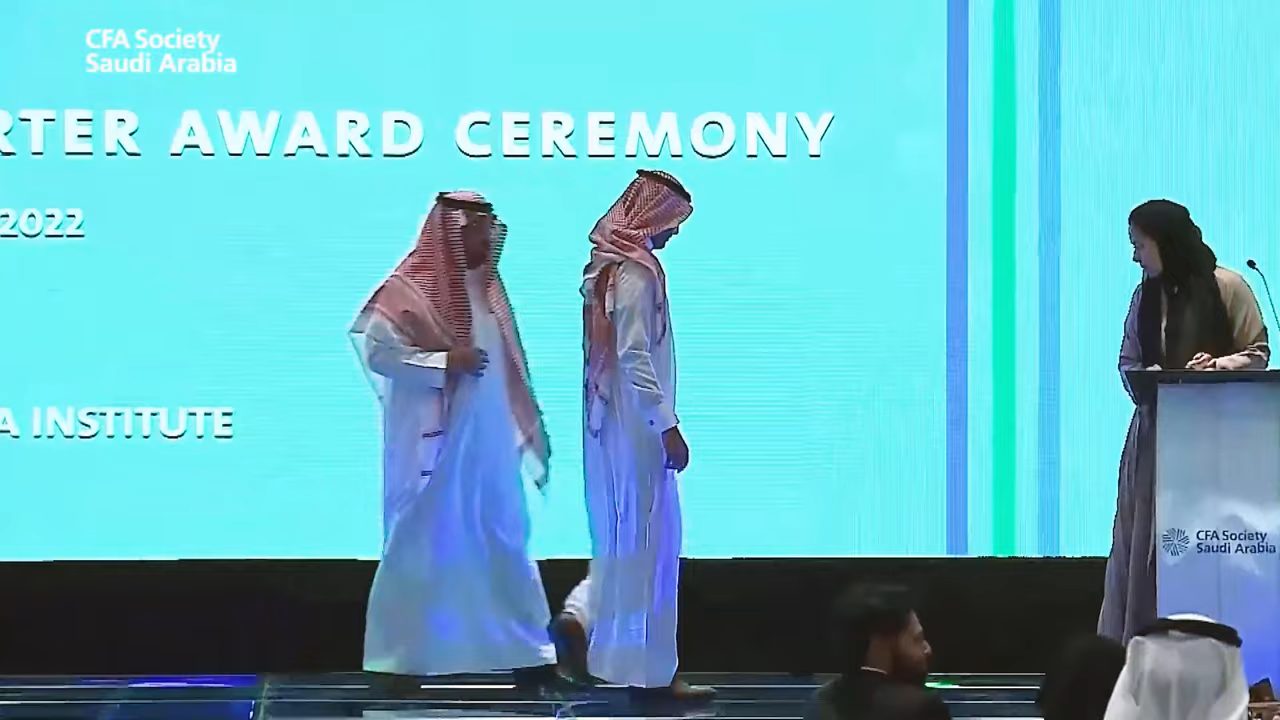 CFA Society
Saudi Arabia
RTER AWARD CEREMONY
2022
A INSTITUTE
CFA Society
Saudi Arabia